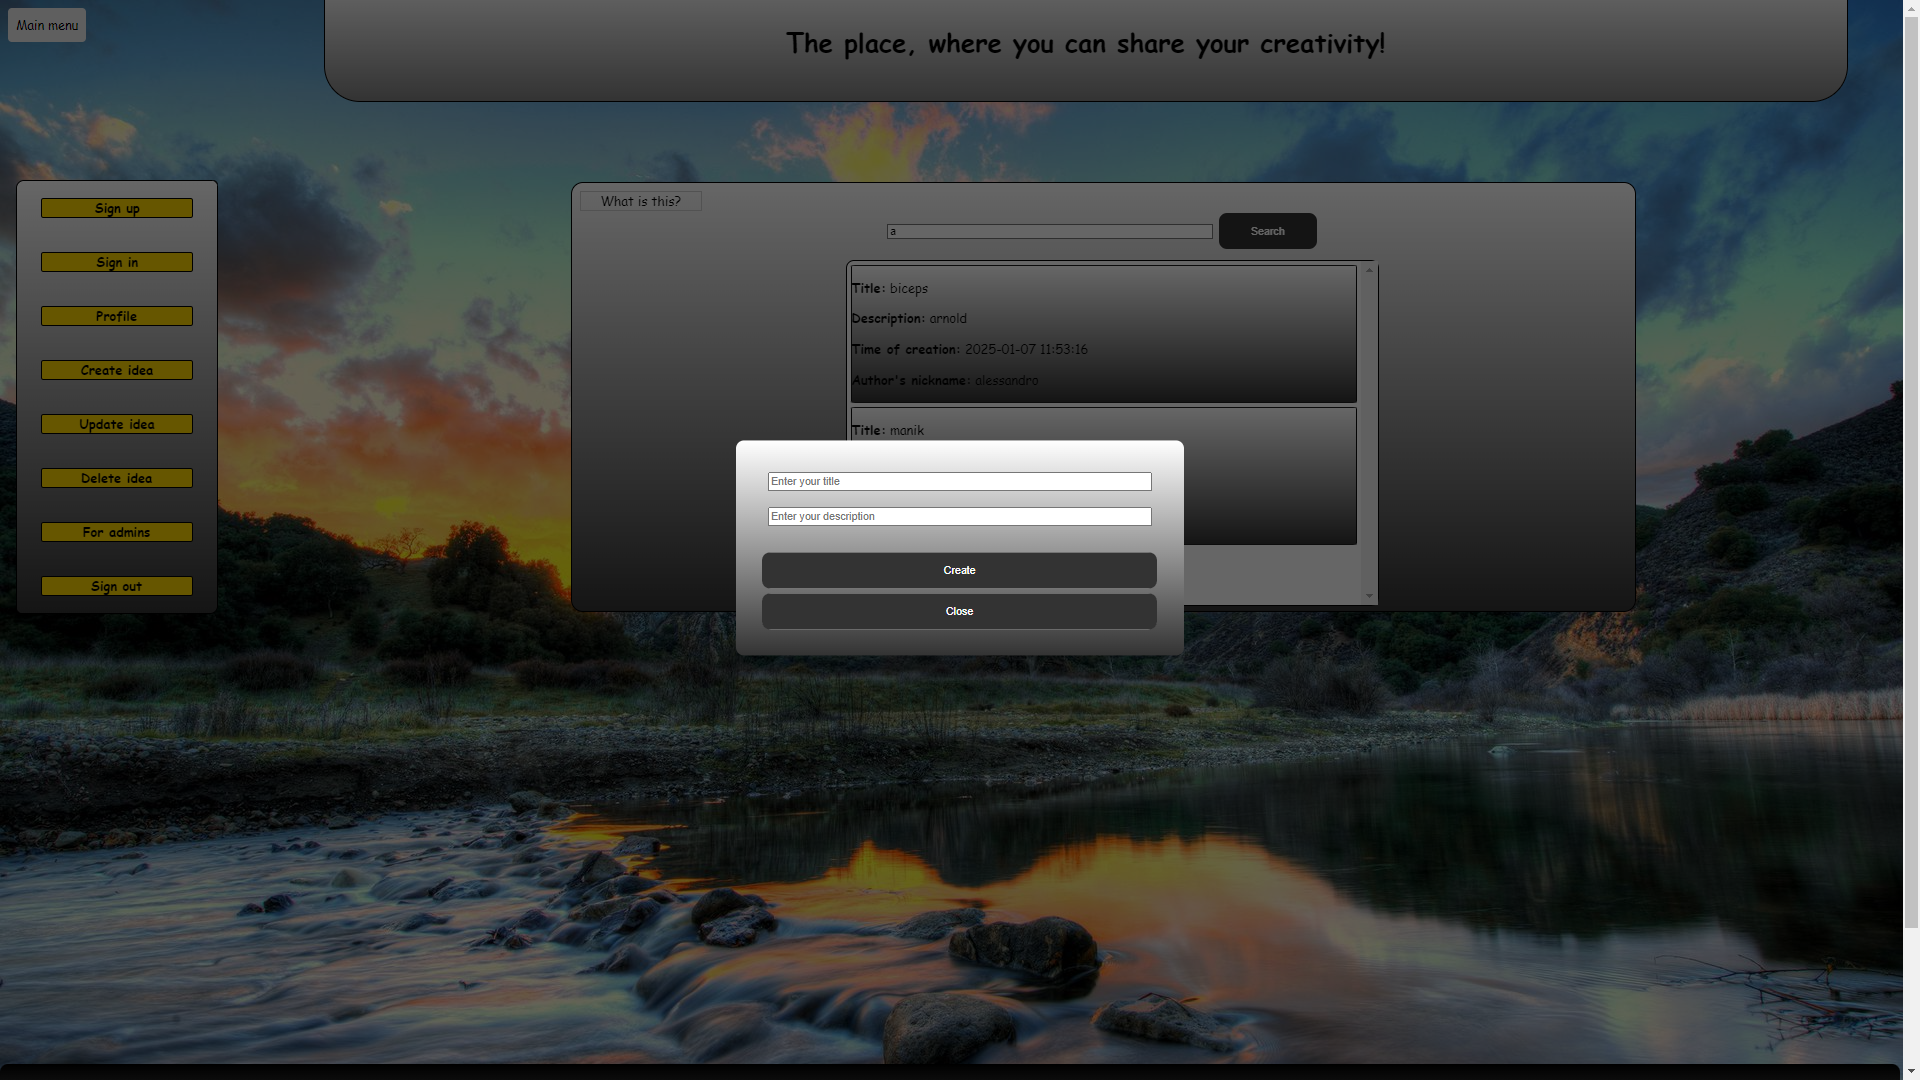 Main menu
The place, where you can share your creativity!
Sign up
Sign in
Profile
Create idea
Update idea
Delete idea
For admins
Sign out
What is this?
a
Search
Title: biceps
Description: arnold
Time of creation: 2025-01-07 11:53:16
Author's nickname: alessandro
Title: manik
Enter your title
Enter your description
Create
Close